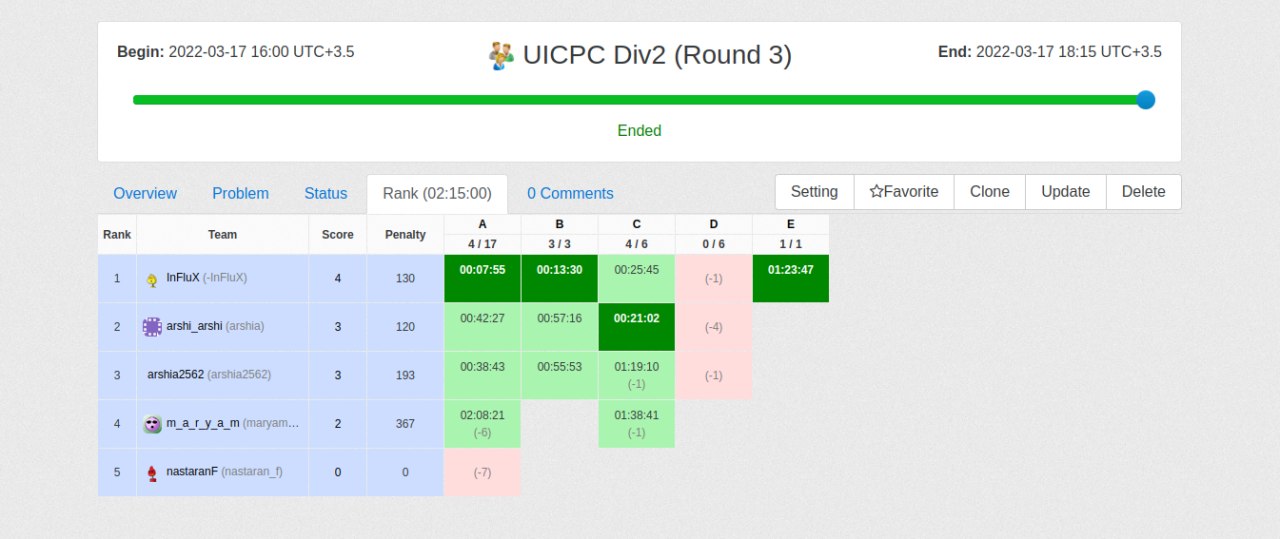 Begin: 2022-03-17 16:00 UTC+3.5 UICPC Div2 (Round 3) End: 2022-03-17 18:15 UTC+3.5
Ended
Overview Problem Status Rank (02:15:00) 0 Comments Setting Favorite Clone Update Delete
Rank Team Score Penalty A B C D E
4 / 17 3 / 3 4 / 6 0 / 6 1 / 1
1 InFluX (-InFluX) 4 130 00:07:55 00:13:30 00:25:45 (-1) 01:23:47
2 arshi_arshi (arshia) 3 120 00:42:27 00:57:16 00:21:02 (-4)
3 arshia2562 (arshia2562) 3 193 00:38:43 00:55:53 01:19:10 (-1) (-1)
4 m_a_r_y_a_m (maryam... 2 367 02:08:21 (-6) 01:38:41 (-1)
5 nastaranF (nastaran_f) 0 0 (-7)